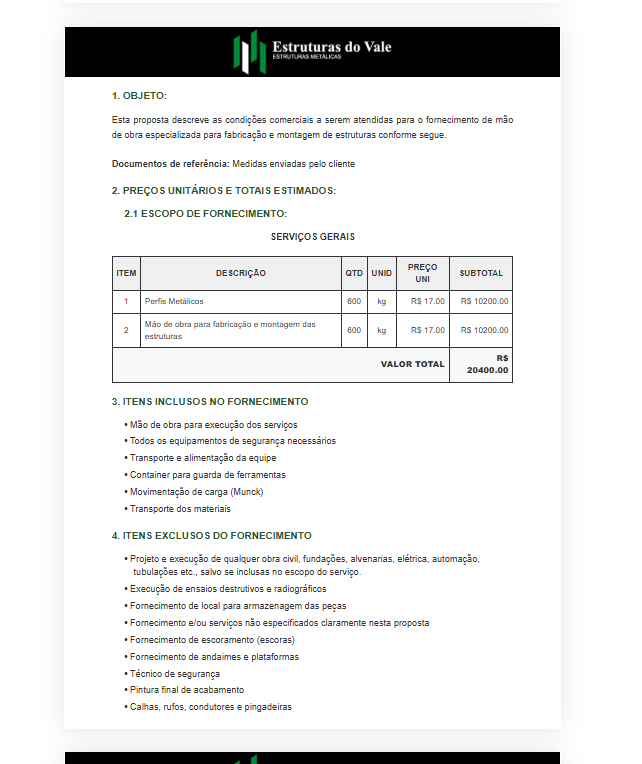 Estruturas do Vale
ESTRUTURAS METÁLICAS
1. OBJETO:
Esta proposta descreve as condições comerciais a serem atendidas para o fornecimento de mão
de obra especializada para fabricação e montagem de estruturas conforme segue.
Documentos de referência: Medidas enviadas pelo cliente
2. PREÇOS UNITÁRIOS E TOTAIS ESTIMADOS:
2.1 ESCOPO DE FORNECIMENTO:
SERVIÇOS GERAIS
ITEM DESCRIÇÃO QTD UNID PREÇO UNI SUBTOTAL
1 Perfis Metálicos 600 kg R$ 17.00 R$ 10200.00
2 Mão de obra para fabricação e montagem das
estruturas 600 kg R$ 17.00 R$ 10200.00
VALOR TOTAL R$ 20400.00
3. ITENS INCLUSOS NO FORNECIMENTO
• Mão de obra para execução dos serviços
• Todos os equipamentos de segurança necessários
• Transporte e alimentação da equipe
• Container para guarda de ferramentas
• Movimentação de carga (Munck)
• Transporte dos materiais
4. ITENS EXCLUSOS DO FORNECIMENTO
• Projeto e execução de qualquer obra civil, fundações, alvenarias, elétrica, automação,
tubulações etc., salvo se inclusas no escopo do serviço.
• Execução de ensaios destrutivos e radiográficos
• Fornecimento de local para armazenagem das peças
• Fornecimento e/ou serviços não especificados claramente nesta proposta
• Fornecimento de escoramento (escoras)
• Fornecimento de andaimes e plataformas
• Técnico de segurança
• Pintura final de acabamento
• Calhas, rufos, condutores e pingadeiras